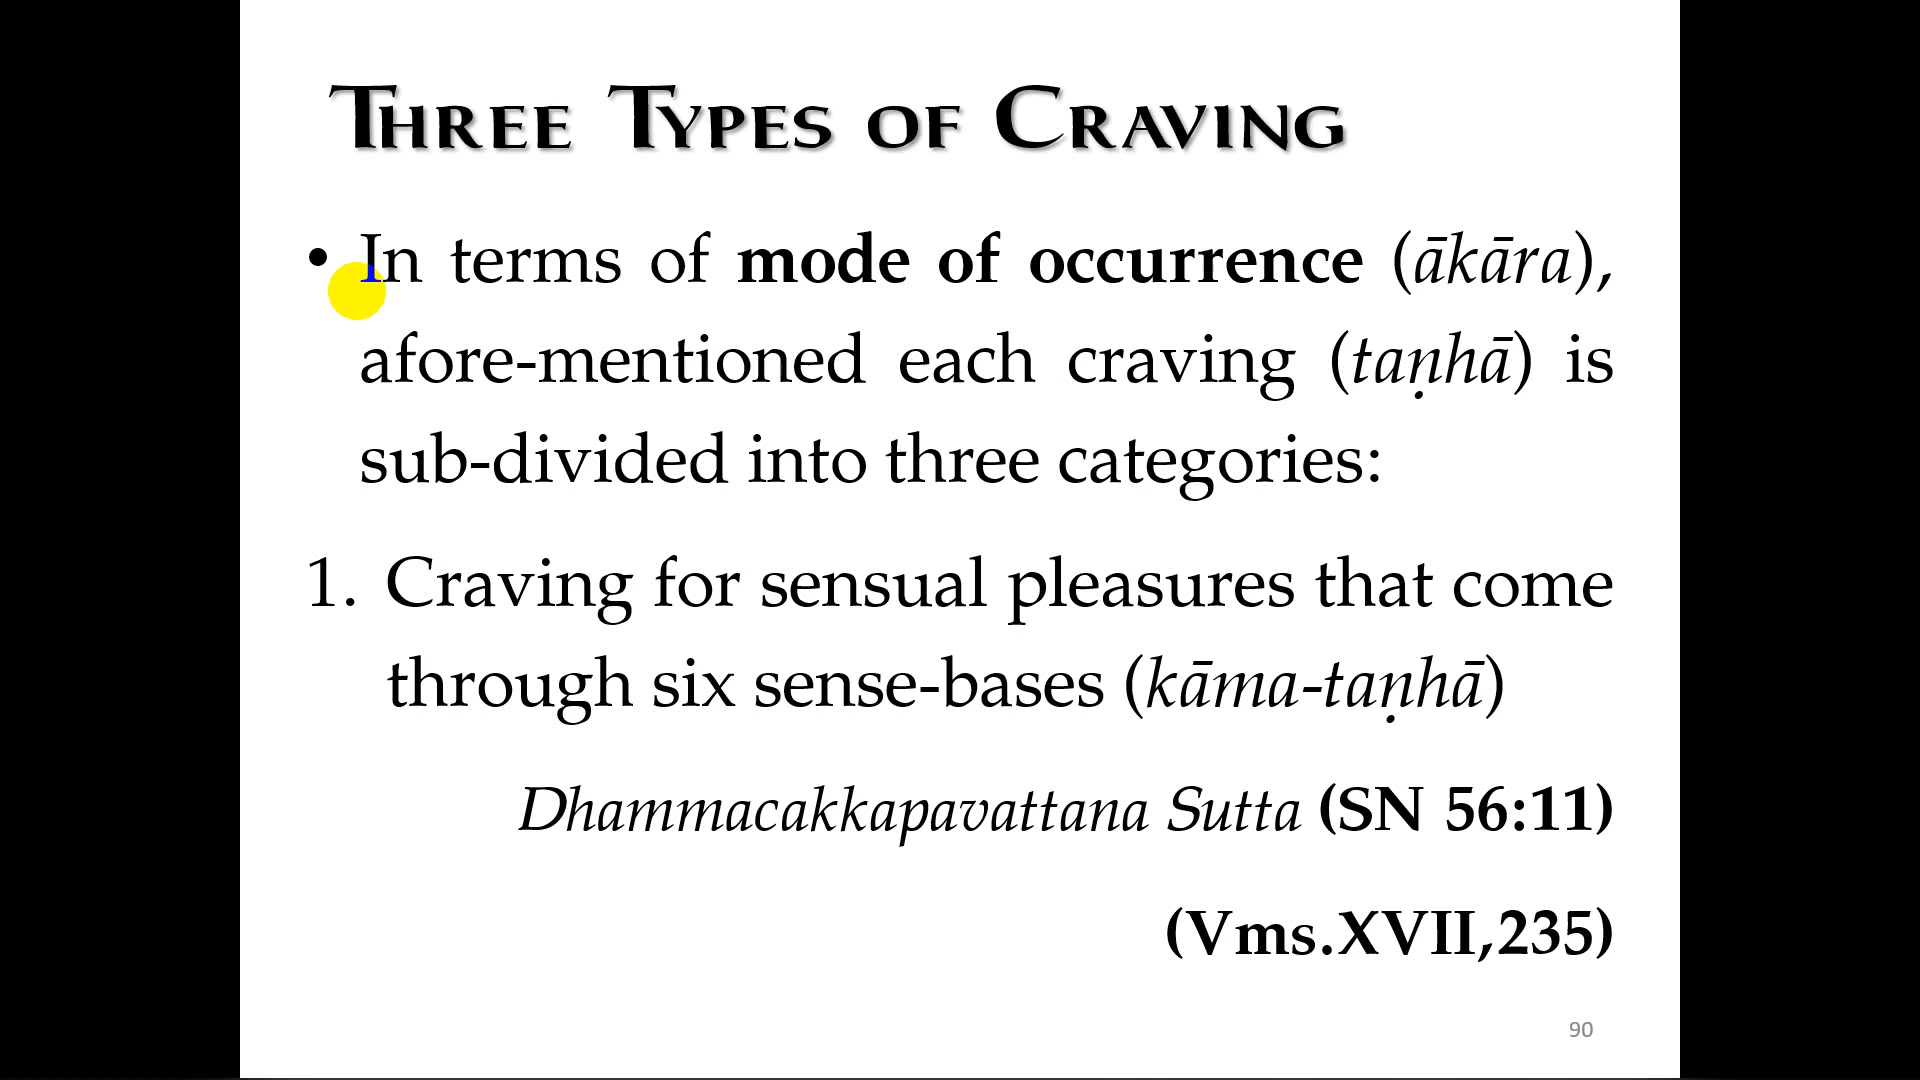 Three Types of Craving
• In terms of mode of occurrence (ākāra),
afore-mentioned each craving (taṇhā) is
sub-divided into three categories:
1. Craving for sensual pleasures that come
through six sense-bases (kāma-taṇhā)
Dhammacakkapavattana Sutta (SN 56:11)
(Vms.XVII,235)
90